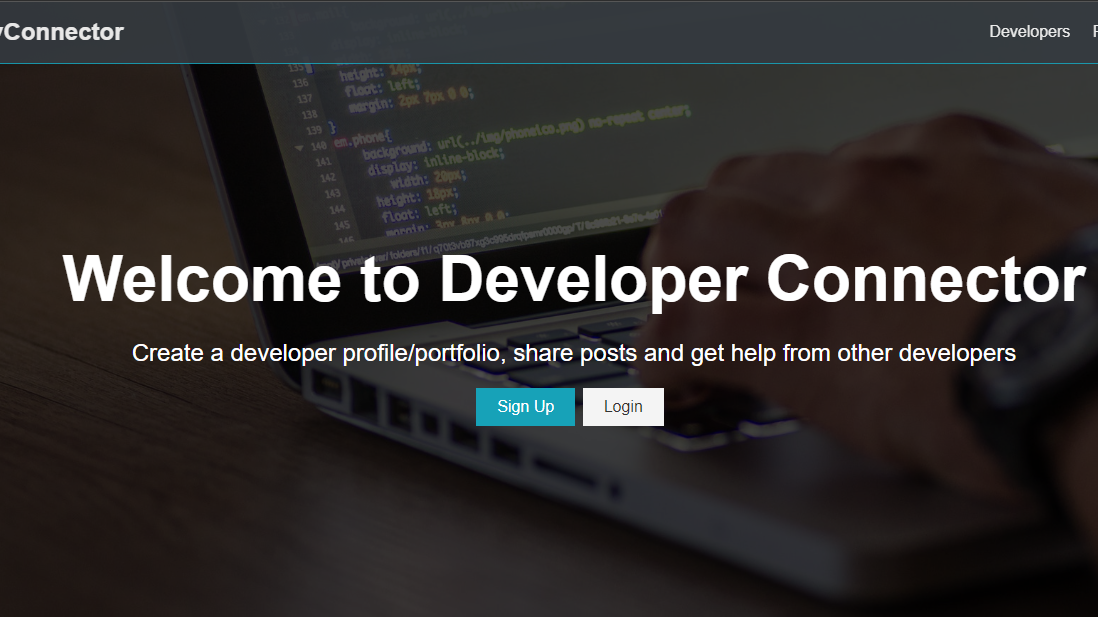 Connector
Developers
135
136 height: 14px;
137 float: left;
138 margin: 2px 7px 0 0;
139 }
140 em.phone{
141 background: url(../img/phoneico.png) no-repeat center;
142 display: inline-block;
143 width: 20px;
144 height: 18px;
145 float: left;
146 margin: 3px 8px 0 0;
Welcome to Developer Connector
Create a developer profile/portfolio, share posts and get help from other developers
Sign Up
Login